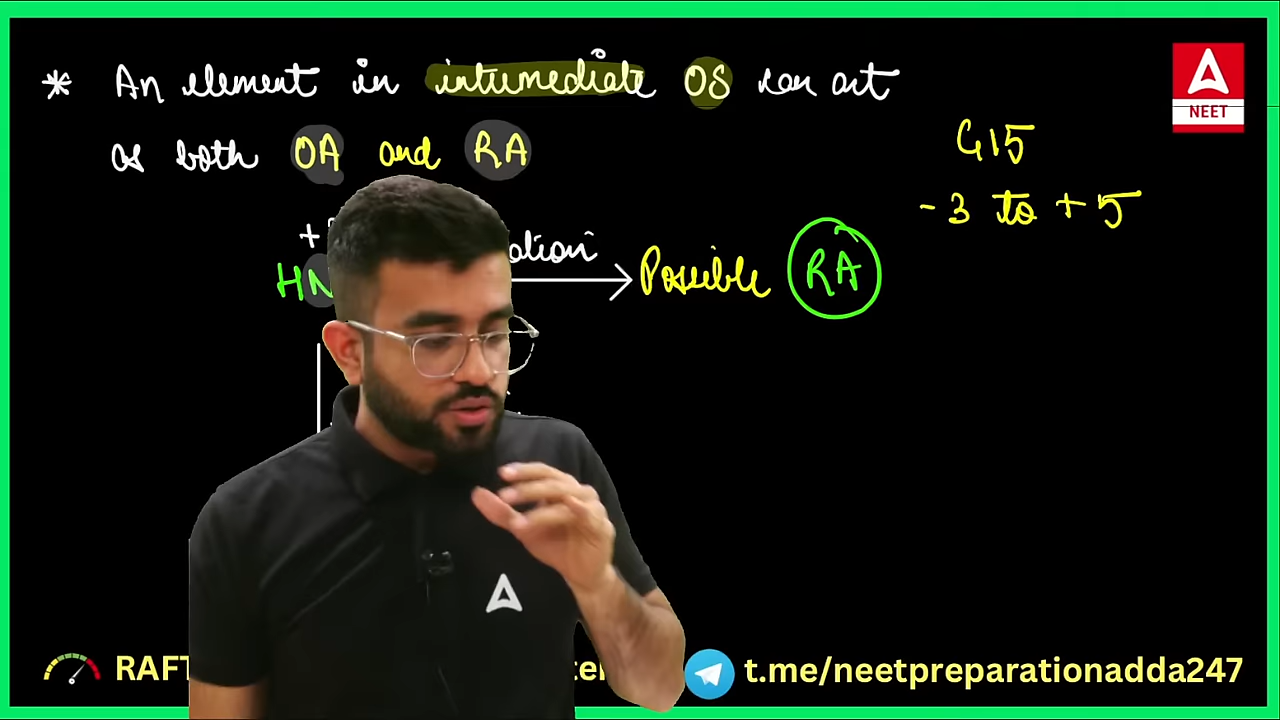 * An element in intermediate OS can act
as both OA and RA
G15
-3 to +5
+
HN
Possible RA
NEET
RAFT
t.me/neetpreparationadda247